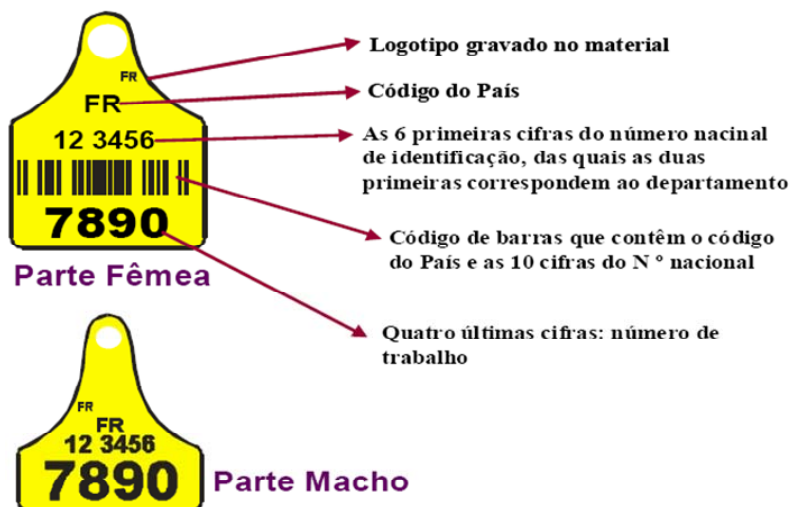 FR
FR
12 3456
7890
Parte Fêmea
Logotipo gravado no material
Código do País
As 6 primeiras cifras do número nacinal
de identificação, das quais as duas
primeiras correspondem ao departamento
Código de barras que contêm o código
do País e as 10 cifras do N º nacional
Quatro últimas cifras: número de
trabalho
FR
FR
12 3456
7890
Parte Macho